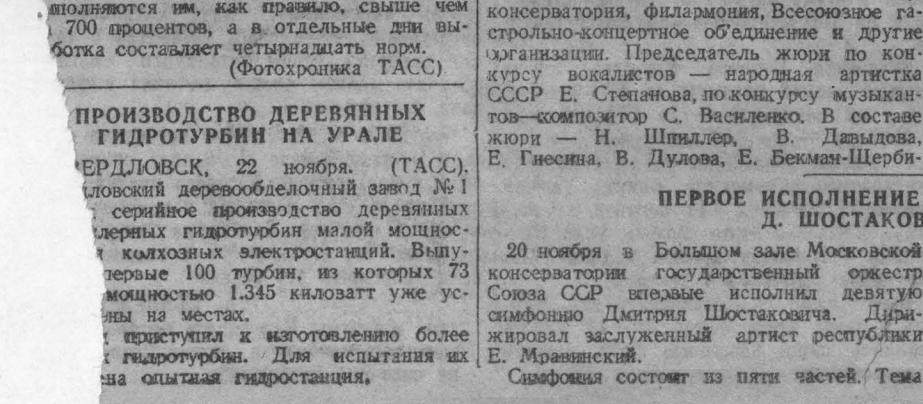 полняются им, как правило, свыше чем
700 процентов, а в отдельные дни вы-
ботка составляет четырнадцать норм.
(Фотохроника ТАСС)
ПРОИЗВОДСТВО ДЕРЕВЯННЫХ
ГИДРОТУРБИН НА УРАЛЕ
ЕРДЛОВСК, 22 ноября. (ТАСС).
ловский деревообделочный завод № 1
серийное производство деревянных
лерных гидротурбин малой мощнос-
колхозных электростанций. Выпу-
первые 100 турбин, из которых 73
мощностью 1.345 киловатт уже ус-
ны на местах.
приступил к изготовлению более
гидротурбин. Для испытания их
на опытная гидростанция.
консерватория, филармония, Всесоюзное га-
строльно-концертное об'единение и другие
организации. Председатель жюри по кон-
курсу вокалистов — народная артистка
СССР Е. Степанова, по конкурсу музыкан-
тов—композитор С. Василенко. В составе
жюри — Н. Шпиллер, В. Давыдова,
Е. Гнесина, В. Дулова, Е. Бекман-Щерби-
ПЕРВОЕ ИСПОЛНЕНИЕ
Д. ШОСТАКОВ
20 ноября в Большом зале Московской
консерватории государственный оркестр
Союза ССР впервые исполнил девятую
симфонию Дмитрия Шостаковича. Дири-
жировал заслуженный артист республики
Е. Мравинский.
Симфония состоит из пяти частей. Тема